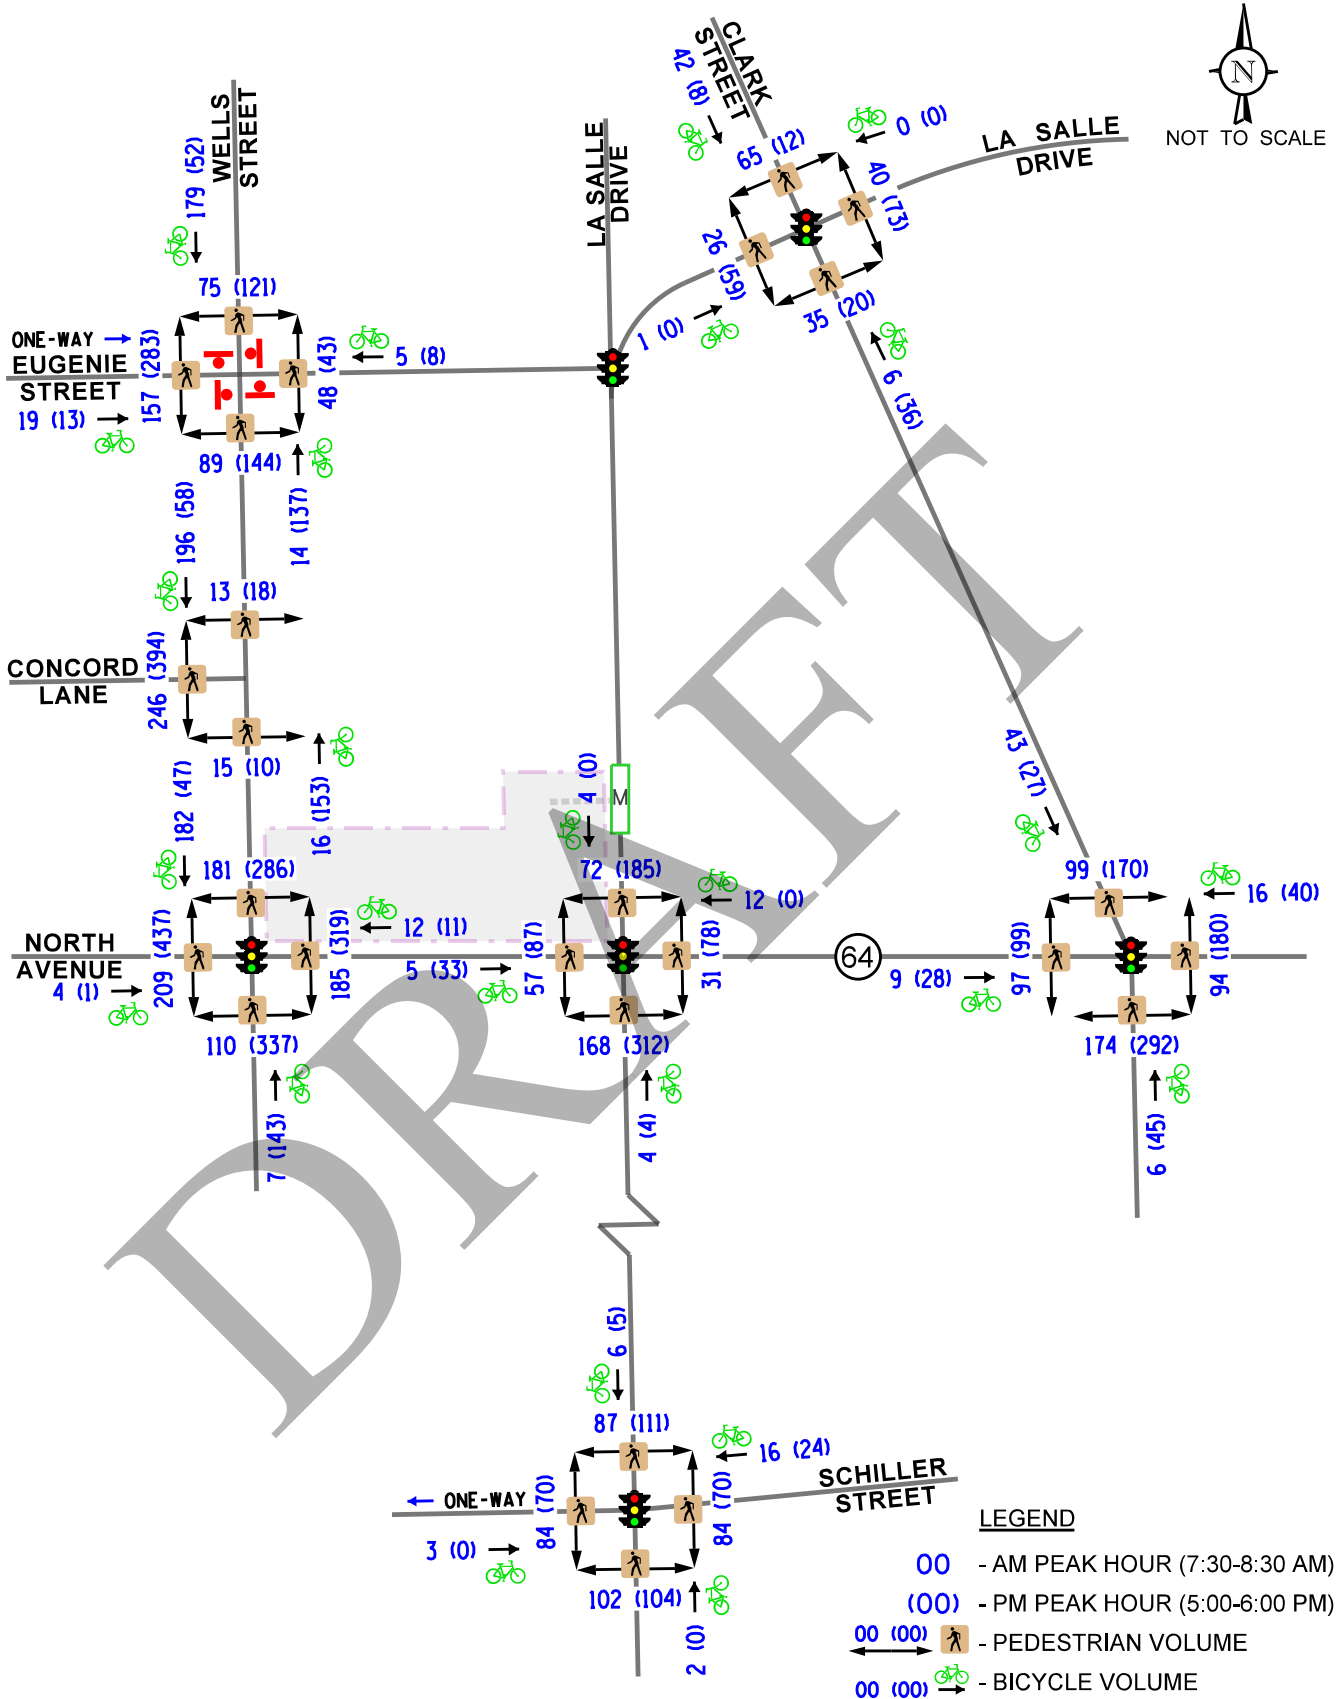 CLARK
STREET
42 (8)
N
NOT TO SCALE
WELLS
STREET
179 (52)
LA SALLE
DRIVE
65 (12)
0 (0)
LA SALLE
DRIVE
40 (73)
26 (59)
35 (20)
1 (0)
6 (36)
75 (121)
ONE-WAY
EUGENIE
STREET
19 (13)
157 (283)
48 (43)
5 (8)
89 (144)
14 (137)
196 (58)
13 (18)
CONCORD
LANE
246 (394)
15 (10)
16 (153)
182 (47)
4 (0)
M
43 (27)
181 (286)
NORTH
AVENUE
4 (1)
209 (437)
185 (319)
12 (11)
110 (337)
7 (143)
72 (185)
12 (0)
5 (33)
57 (87)
31 (78)
168 (312)
4 (4)
64
99 (170)
16 (40)
9 (28)
97 (99)
94 (180)
174 (292)
6 (45)
DRAFT
6 (5)
87 (111)
16 (24)
ONE-WAY
84 (70)
84 (70)
SCHILLER
STREET
3 (0)
102 (104)
2 (0)
LEGEND
00 - AM PEAK HOUR (7:30-8:30 AM)
(00) - PM PEAK HOUR (5:00-6:00 PM)
00 (00) - PEDESTRIAN VOLUME
00 (00) - BICYCLE VOLUME